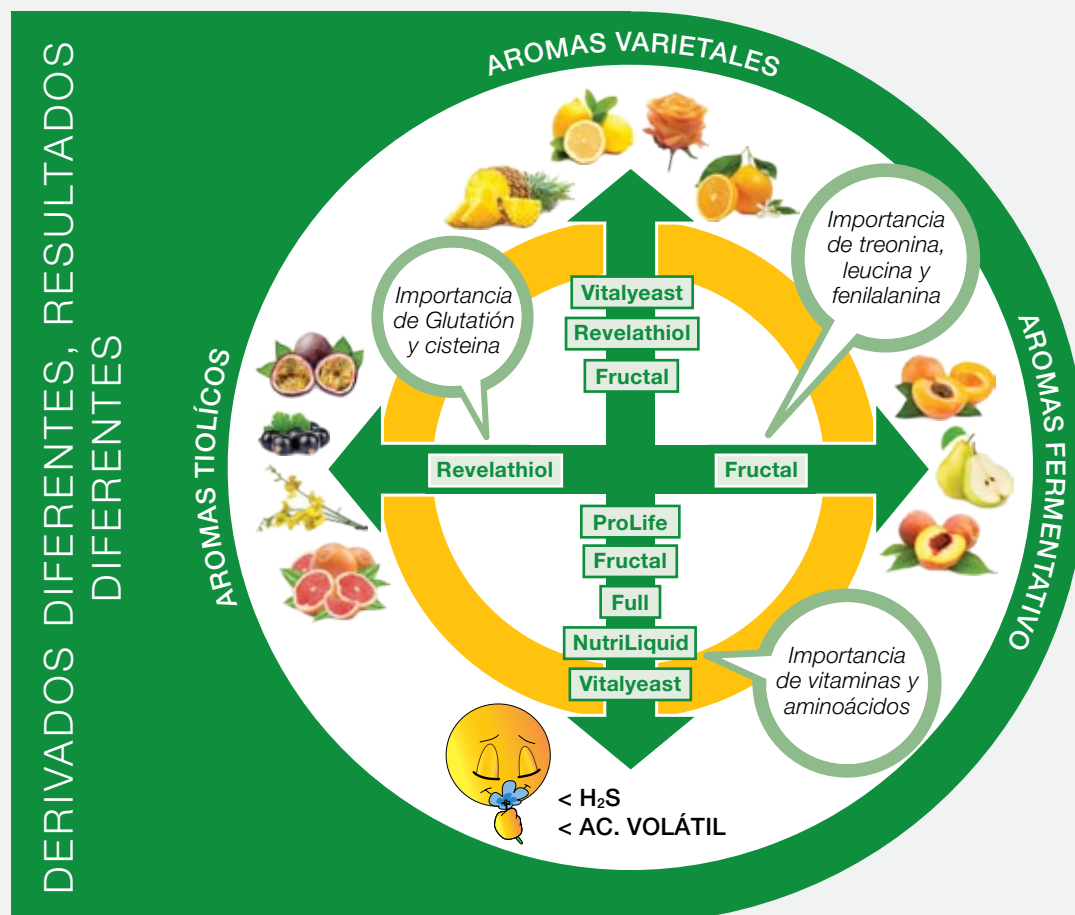 DERIVADOS DIFERENTES, RESULTADOS
DIFERENTES
AROMAS VARIETALES
Importancia
de treonina,
leucina y
fenilalanina
Importancia
de Glutatión
y cisteina
Vitalyeast
Revelathiol
Fructal
AROMAS TIOLÍCOS
AROMAS FERMENTATIVO
Revelathiol
Fructal
ProLife
Fructal
Full
NutriLiquid
Vitalyeast
Importancia
de vitaminas y
aminoácidos
< H₂S
< AC. VOLÁTIL